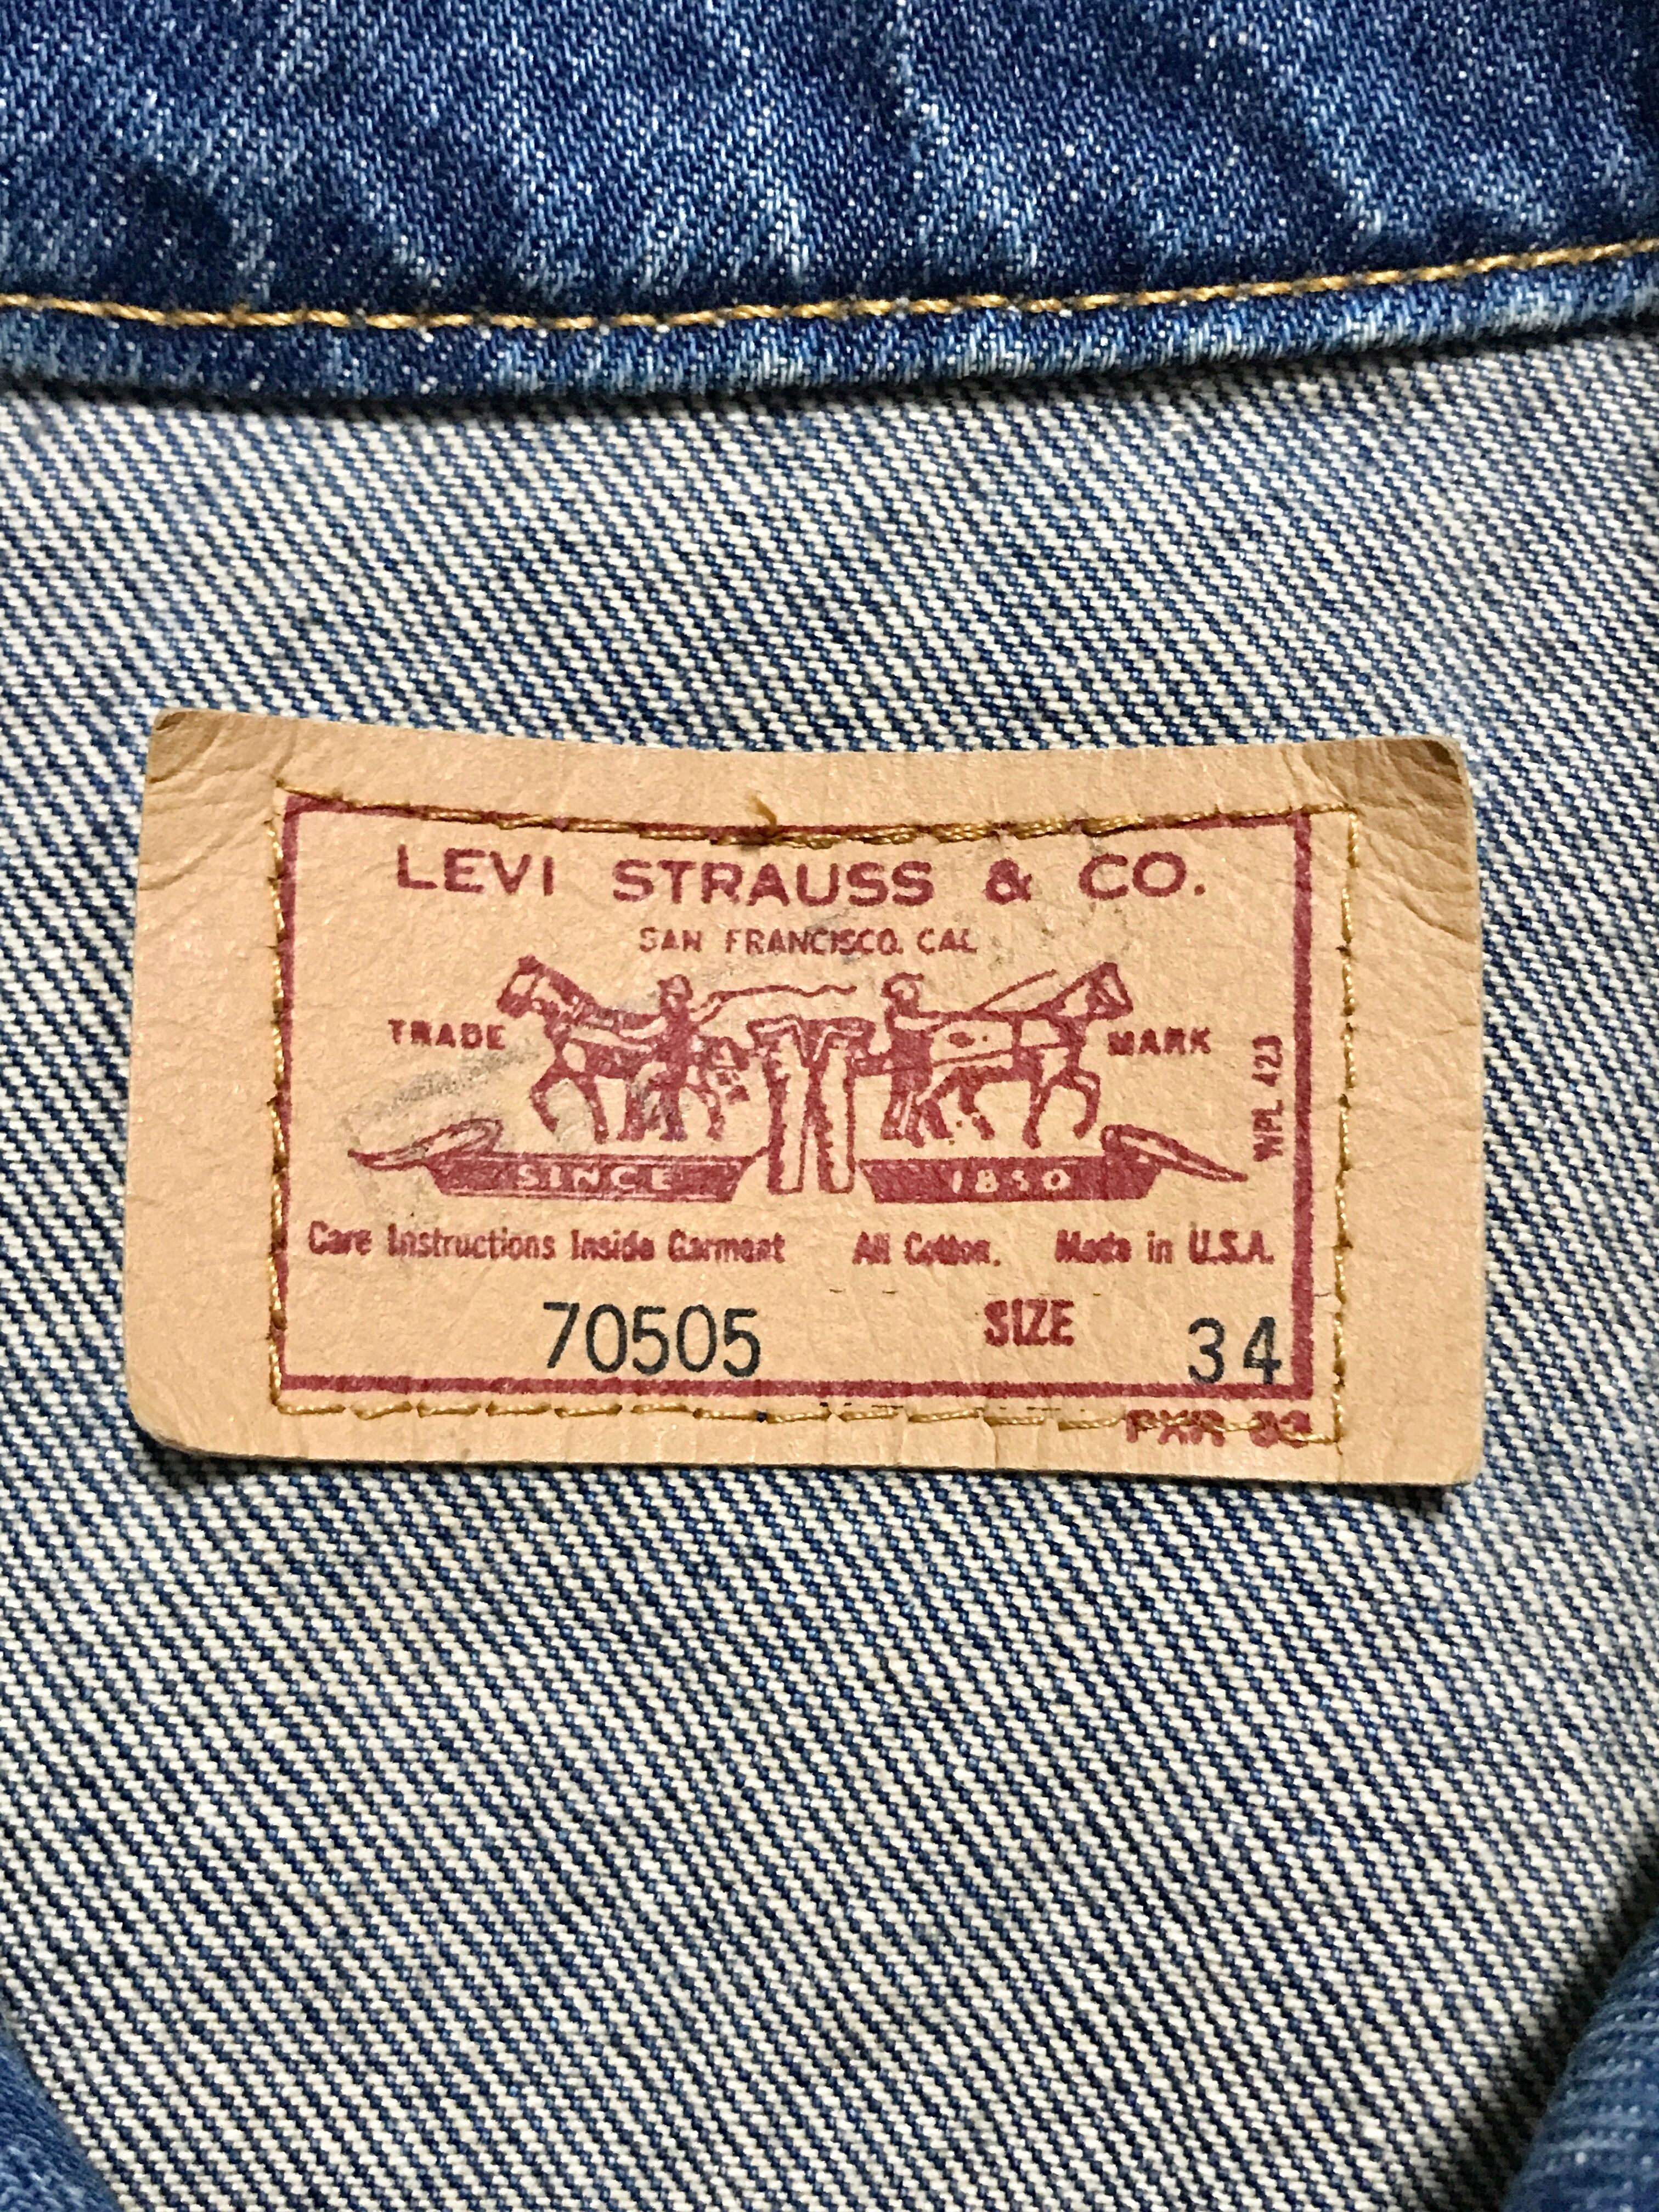 LEVI STRAUSS & CO.
SAN FRANCISCO. CAL
TRADE MARK
WPL 423
SINCE 1850
Care Instructions Inside Garment All Cotton. Made in U.S.A.
70505 SIZE 34
PXR